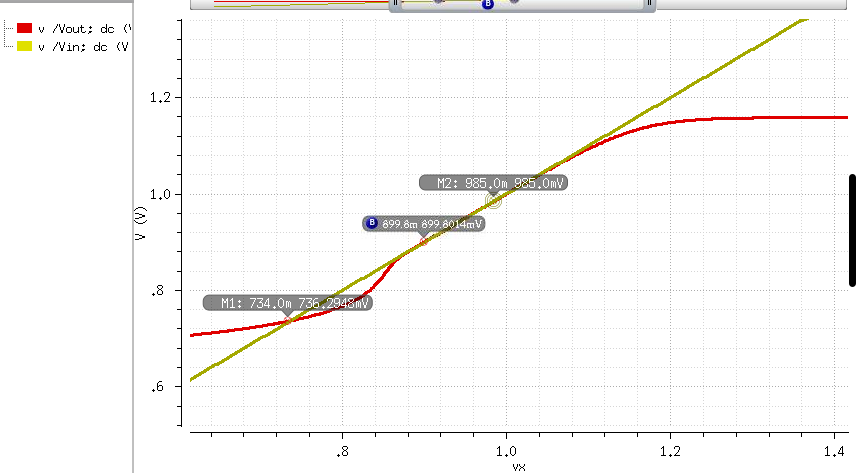 v /Vout; dc (V
v /Vin; dc (V
B
1.2
M2: 985.0m 985.0mV
1.0
B 899.8m 899.8014mV
V (V)
.8
M1: 734.0m 736.2948mV
.6
.8 1.0 1.2 1.4
vx